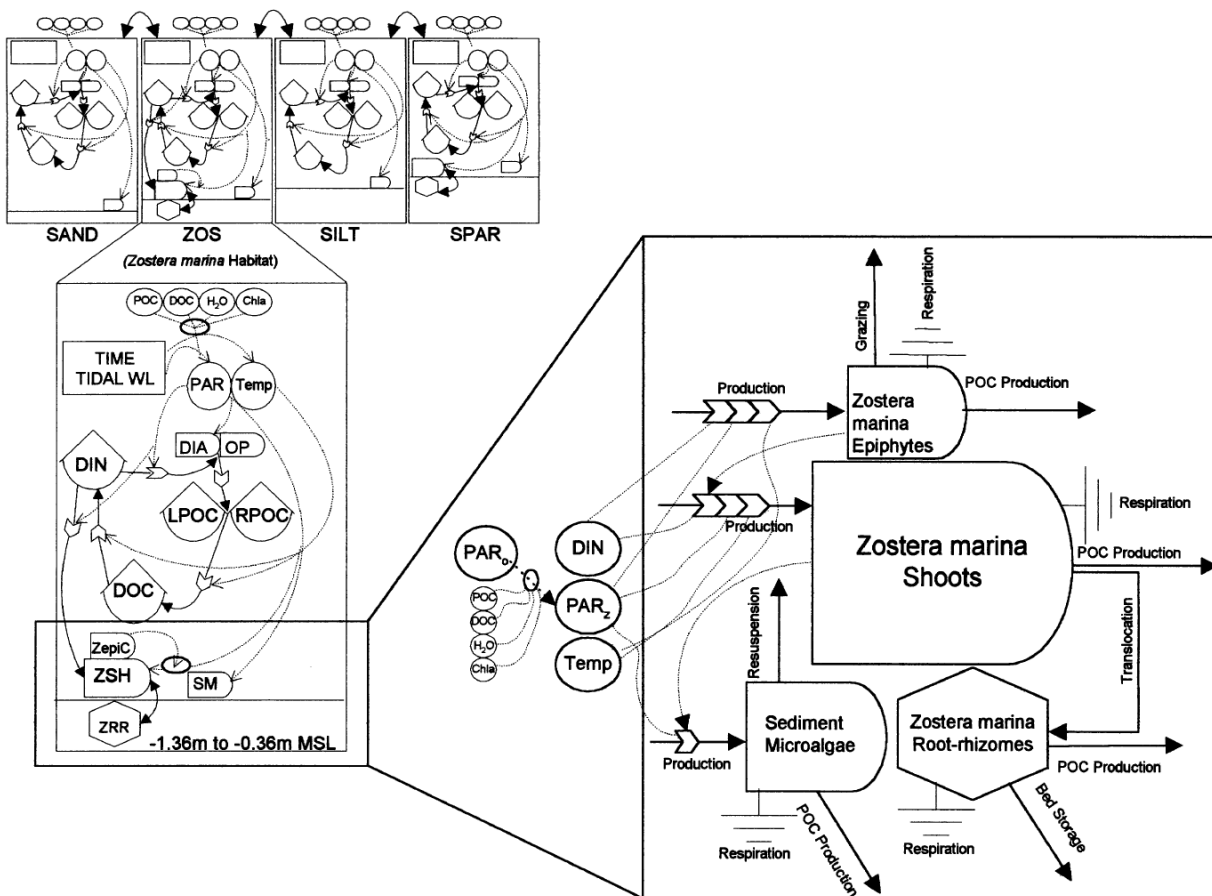 SAND
ZOS
SILT
SPAR
(Zostera marina Habitat)
POC
DOC
H₂O
Chla
TIME
TIDAL WL
PAR
Temp
DIA
OP
DIN
LPOC
RPOC
DOC
ZepiC
ZSH
SM
ZRR
-1.36m to -0.36m MSL
PAR₀
POC
DOC
H₂O
Chla
DIN
PAR_Z
Temp
Grazing
Respiration
Production
Zostera
marina
Epiphytes
POC Production
Production
Zostera marina
Shoots
Respiration
POC Production
Translocation
Resuspension
Production
Sediment
Microalgae
Respiration
POC Production
Zostera marina
Root-rhizomes
POC Production
Respiration
Bed Storage